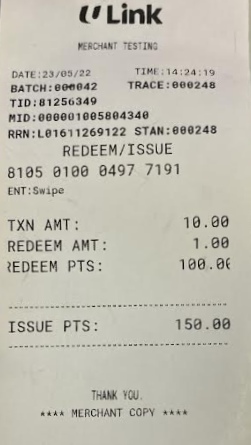 Link
MERCHANT TESTING
DATE:23/05/22 TIME:14:24:19
BATCH:000042 TRACE:000248
TID:81256349
MID:000001005804340
RRN:L01611269122 STAN:000248
REDEEM/ISSUE
8105 0100 0497 7191
ENT:Swipe
TXN AMT: 10.00
REDEEM AMT: 1.00
REDEEM PTS: 100.00
ISSUE PTS: 150.00
THANK YOU.
**** MERCHANT COPY ****